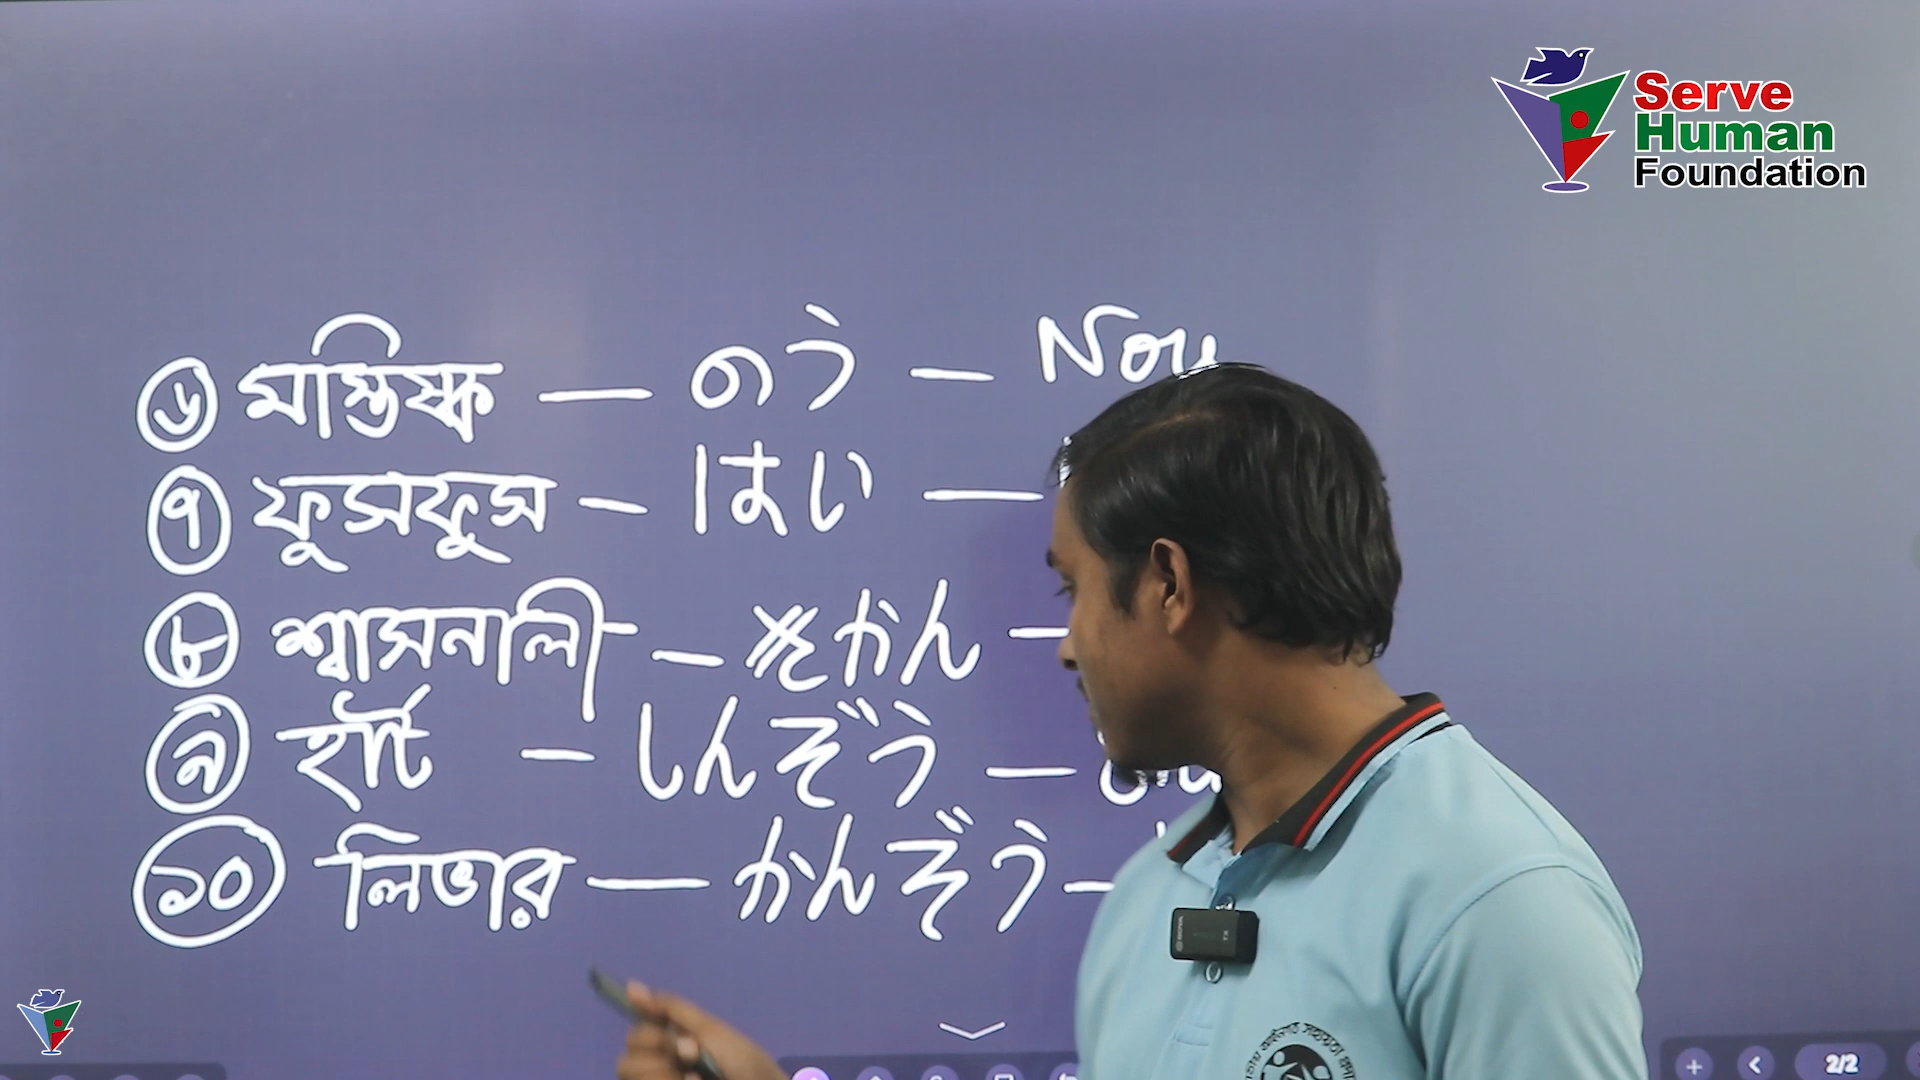 Serve
Human
Foundation
৬ মস্তিষ্ক — のう — Nou
৭ ফুসফুস — はい —
৮ শ্বাসনালী — きかん —
৯ হার্ট — しんぞう —
১০ লিভার — かんぞう —
2/2